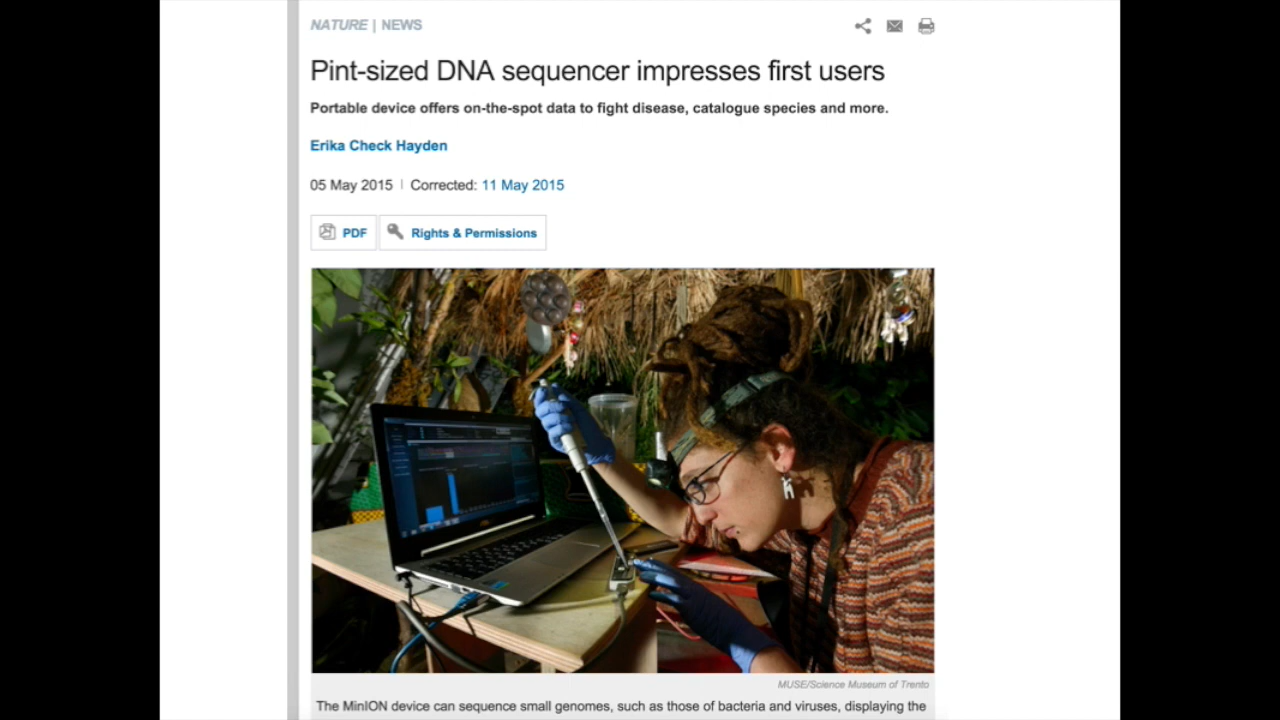 NATURE | NEWS
Pint-sized DNA sequencer impresses first users
Portable device offers on-the-spot data to fight disease, catalogue species and more.
Erika Check Hayden
05 May 2015 | Corrected: 11 May 2015
PDF Rights & Permissions
MUSE/Science Museum of Trento
The MinION device can sequence small genomes, such as those of bacteria and viruses, displaying the